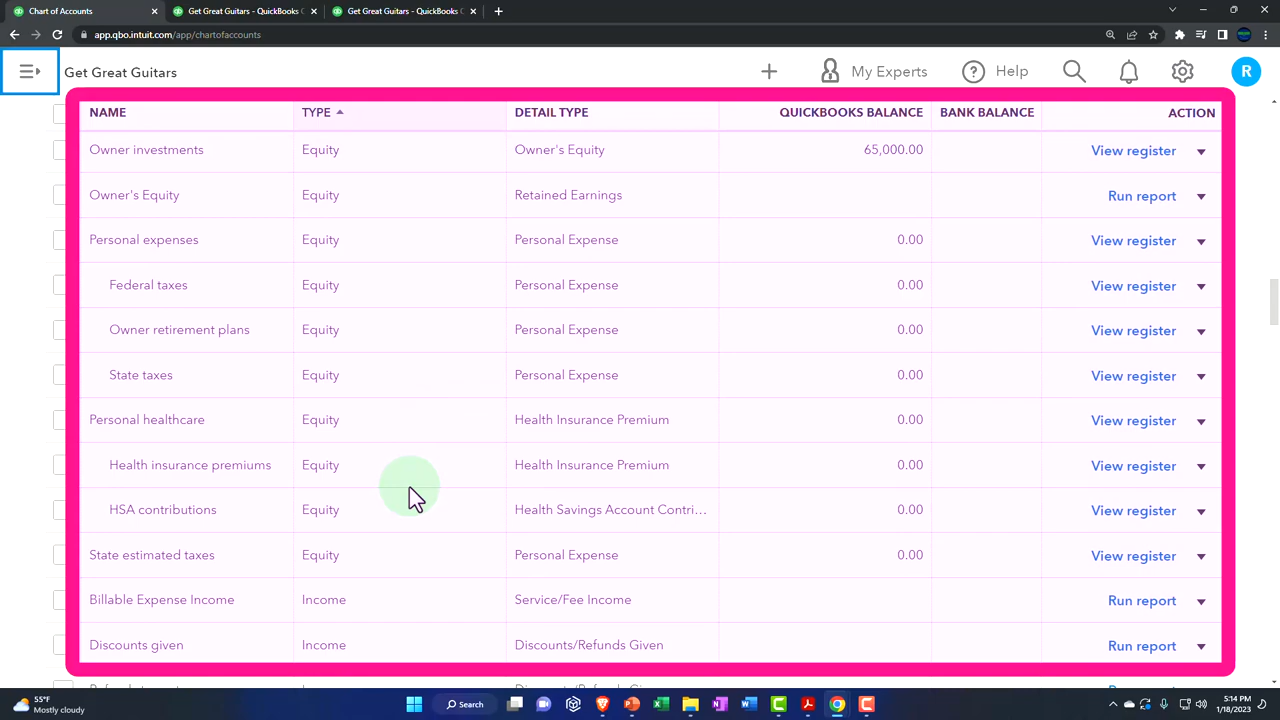 Chart of Accounts
Get Great Guitars - QuickBooks C
Get Great Guitars - QuickBooks C
app.qbo.intuit.com/app/chartofaccounts
Get Great Guitars
My Experts
Help
R
NAME TYPE DETAIL TYPE QUICKBOOKS BALANCE BANK BALANCE ACTION
Owner investments Equity Owner's Equity 65,000.00 View register
Owner's Equity Equity Retained Earnings Run report
Personal expenses Equity Personal Expense 0.00 View register
Federal taxes Equity Personal Expense 0.00 View register
Owner retirement plans Equity Personal Expense 0.00 View register
State taxes Equity Personal Expense 0.00 View register
Personal healthcare Equity Health Insurance Premium 0.00 View register
Health insurance premiums Equity Health Insurance Premium 0.00 View register
HSA contributions Equity Health Savings Account Contri... 0.00 View register
State estimated taxes Equity Personal Expense 0.00 View register
Billable Expense Income Income Service/Fee Income Run report
Discounts given Income Discounts/Refunds Given Run report
55°F
Mostly cloudy
Search
5:14 PM
1/18/2023